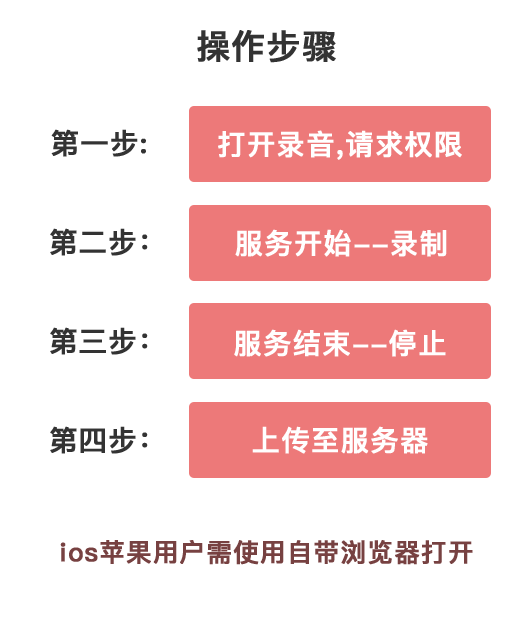 操作步骤
第一步: 打开录音,请求权限
第二步： 服务开始––录制
第三步： 服务结束––停止
第四步： 上传至服务器
ios苹果用户需使用自带浏览器打开